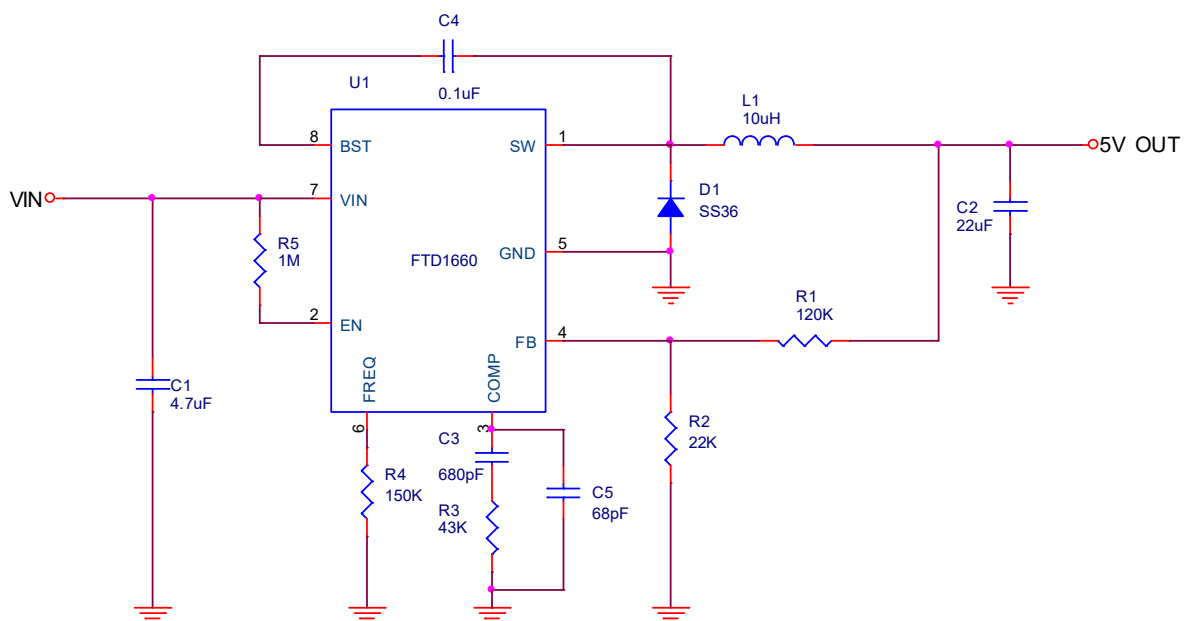 C4
0.1uF
U1
L1
10uH
8
BST
SW
1
5V OUT
VIN
7
VIN
D1
SS36
C2
22uF
R5
1M
FTD1660
GND
5
R1
120K
2
EN
FB
4
FREQ
COMP
C1
4.7uF
6
3
C3
680pF
R2
22K
R4
150K
R3
43K
C5
68pF